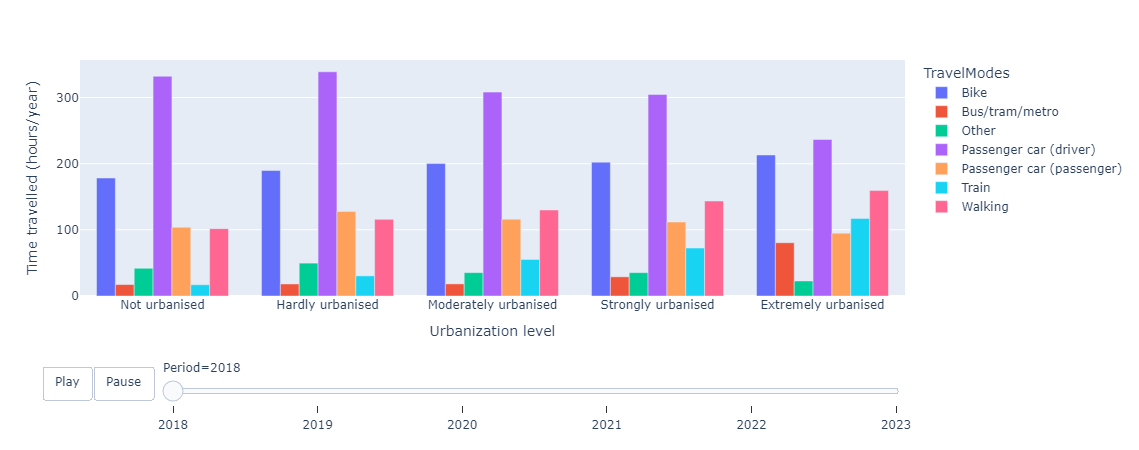 TravelModes
Bike
Bus/tram/metro
Other
Passenger car (driver)
Passenger car (passenger)
Train
Walking
Time travelled (hours/year)
300
200
100
0
Not urbanised
Hardly urbanised
Moderately urbanised
Strongly urbanised
Extremely urbanised
Urbanization level
Play
Pause
Period=2018
2018
2019
2020
2021
2022
2023